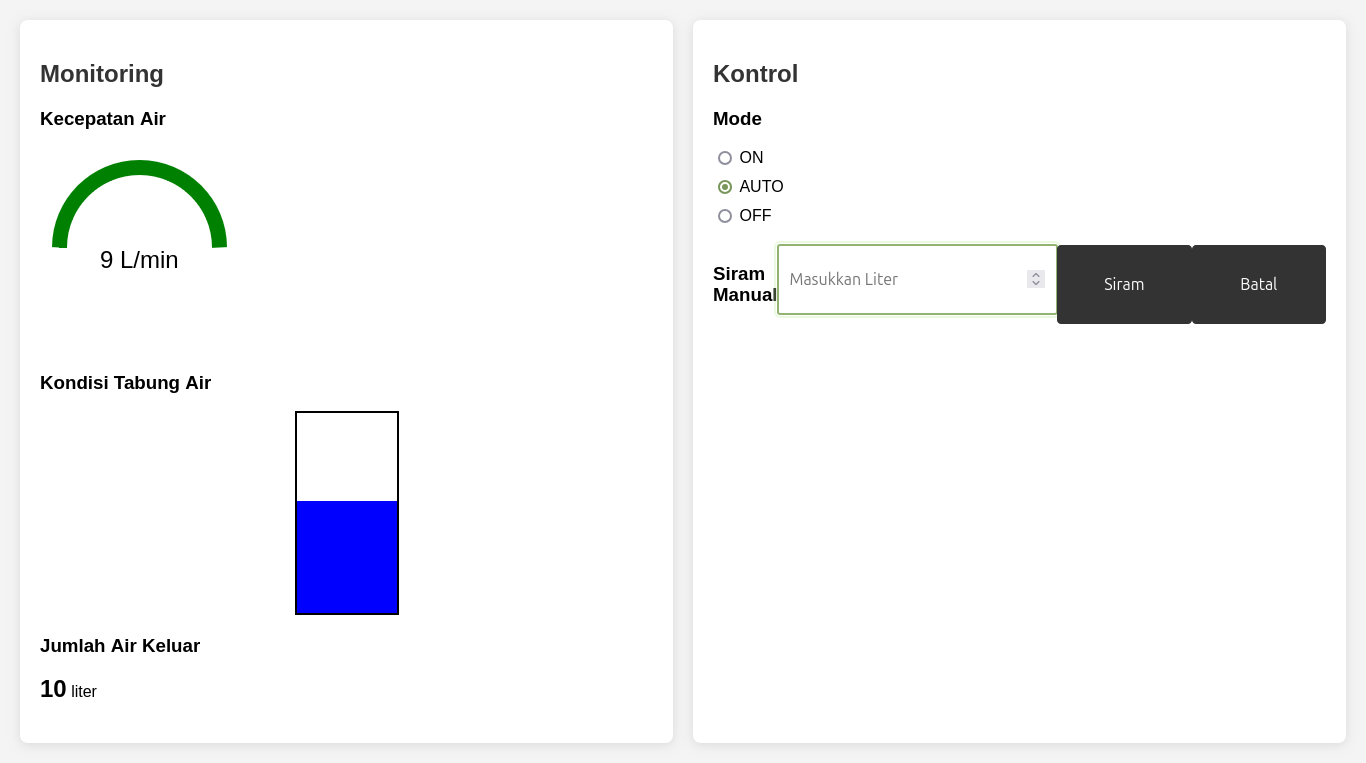 Monitoring
Kecepatan Air
9 L/min
Kondisi Tabung Air
Jumlah Air Keluar
10 liter
Kontrol
Mode
ON
AUTO
OFF
Siram
Manual
Masukkan Liter
Siram
Batal